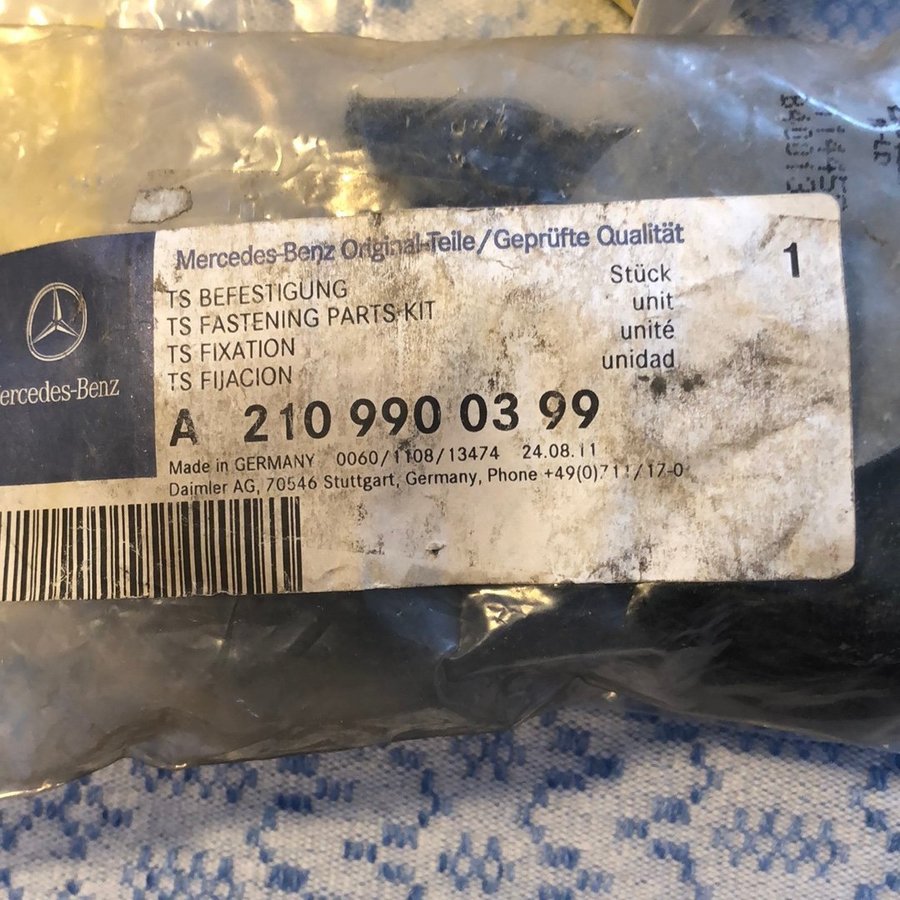 Mercedes-Benz Original-Teile/Geprüfte Qualität
1
TS BEFESTIGUNG
TS FASTENING PARTS KIT
TS FIXATION
TS FIJACION
Stück
unit
unité
unidad
A 210 990 03 99
Made in GERMANY 0060/1108/13474 24.08.11
Daimler AG, 70546 Stuttgart, Germany, Phone +49(0)711/17-0
ercedes-Benz